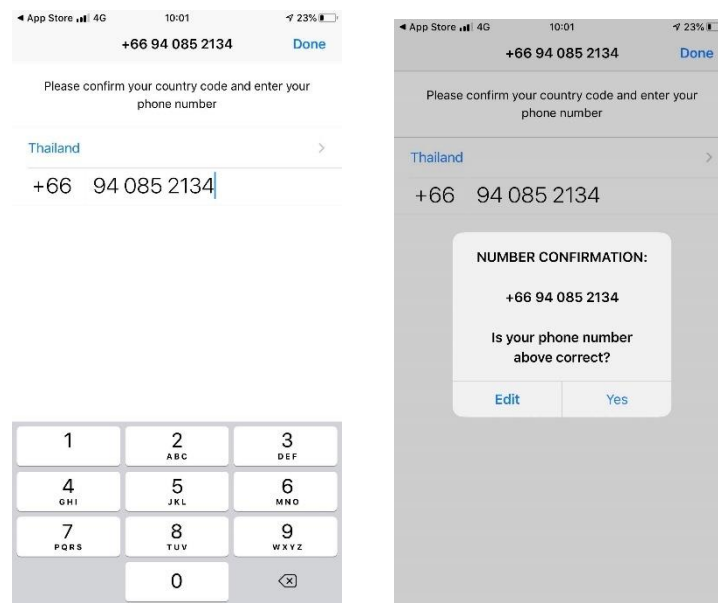 App Store 4G 10:01 23%
+66 94 085 2134 Done
Please confirm your country code and enter your
phone number
Thailand
+66 94 085 2134
1 2 3
ABC DEF
4 5 6
GHI JKL MNO
7 8 9
PQRS TUV WXYZ
0
App Store 4G 10:01 23%
+66 94 085 2134 Done
Please confirm your country code and enter your
phone number
Thailand
+66 94 085 2134
NUMBER CONFIRMATION:
+66 94 085 2134
Is your phone number
above correct?
Edit Yes